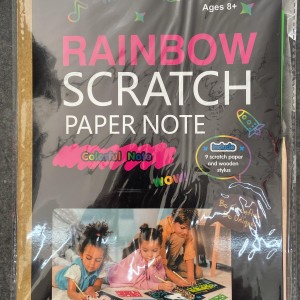 Ages 8+
RAINBOW
SCRATCH
PAPER NOTE
Colorful Note
Include
9 scratch paper
and wooden
stylus
WOW!